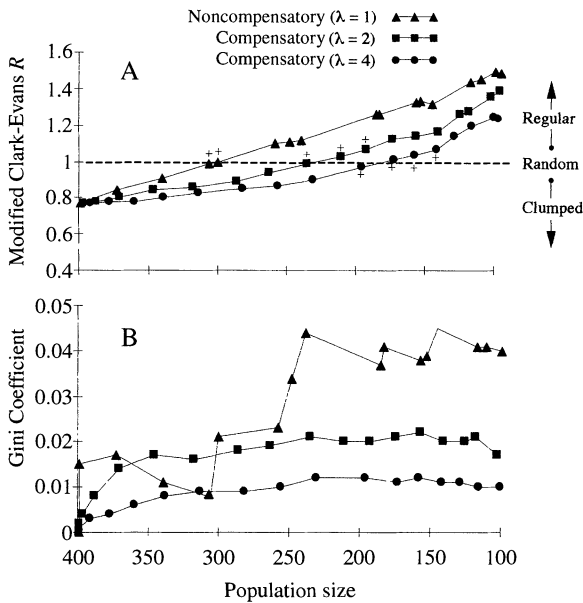 Noncompensatory (λ = 1)
Compensatory (λ = 2)
Compensatory (λ = 4)
Modified Clark-Evans R
1.6
1.4
1.2
1
0.8
0.6
0.4
A
Regular
Random
Clumped
Gini Coefficient
0.05
0.04
0.03
0.02
0.01
0
B
400 350 300 250 200 150 100
Population size